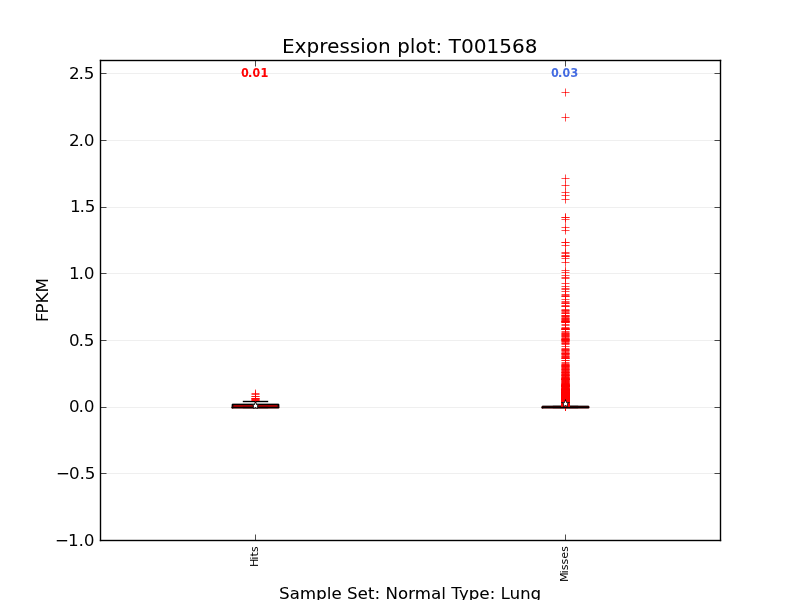 Expression plot: T001568
0.01
0.03
2.5
2.0
1.5
1.0
0.5
0.0
−0.5
−1.0
FPKM
Hits
Misses
Sample Set: Normal Type: Lung